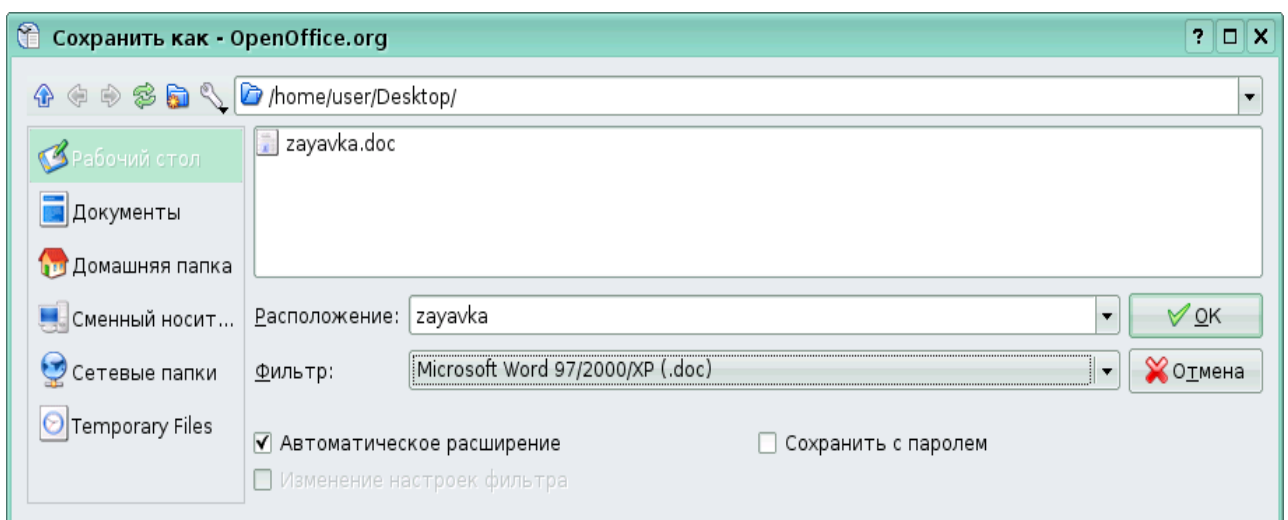 Сохранить как - OpenOffice.org
/home/user/Desktop/
Рабочий стол
Документы
Домашняя папка
Сменный носит...
Сетевые папки
Temporary Files
zayavka.doc
Расположение: zayavka OK
Фильтр: Microsoft Word 97/2000/XP (.doc) Отмена
Автоматическое расширение Сохранить с паролем
Изменение настроек фильтра